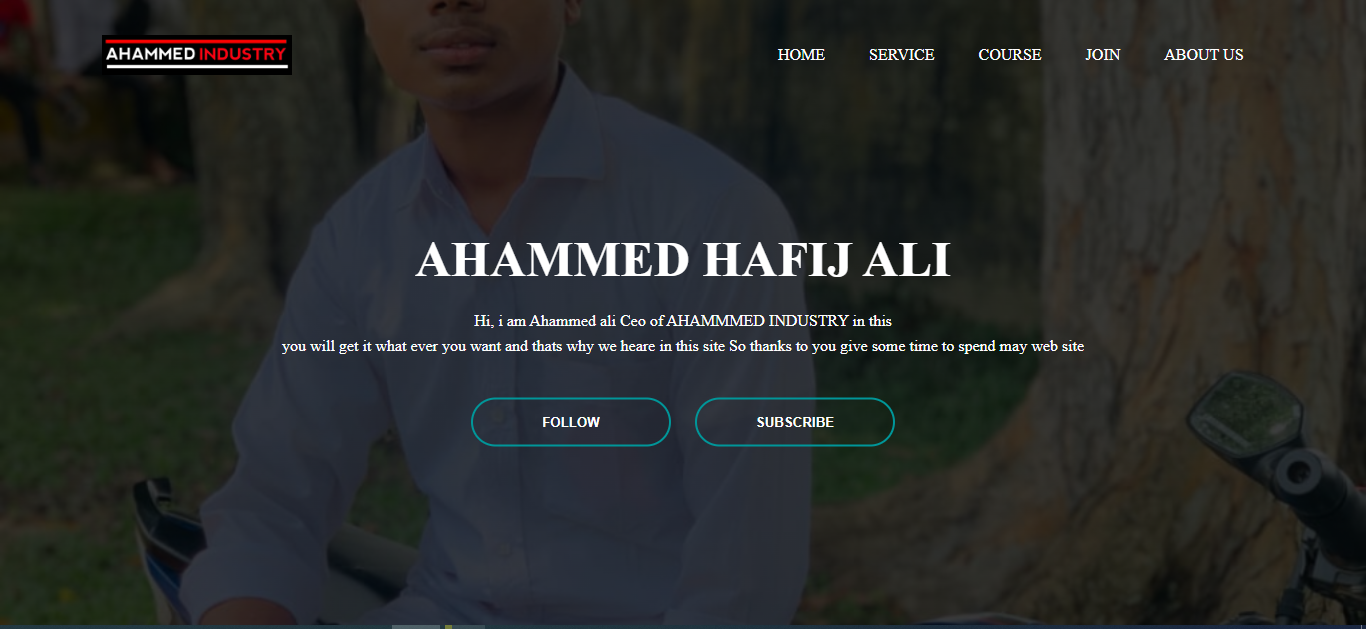 AHAMMED INDUSTRY
HOME SERVICE COURSE JOIN ABOUT US
AHAMMED HAFIJ ALI
Hi, i am Ahammed ali Ceo of AHAMMMED INDUSTRY in this
you will get it what ever you want and thats why we heare in this site So thanks to you give some time to spend may web site
FOLLOW SUBSCRIBE